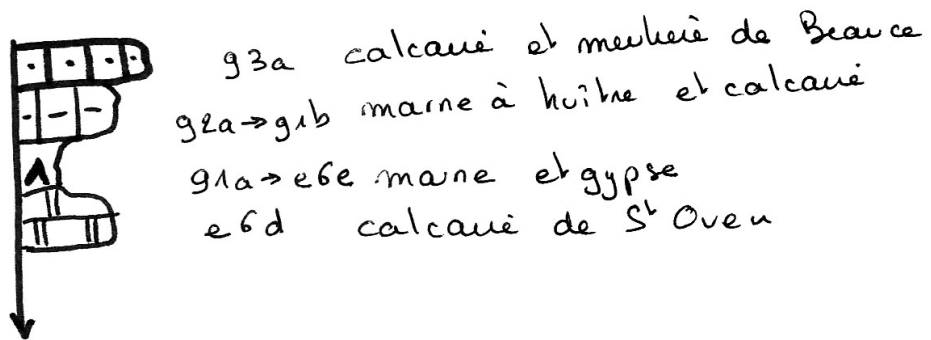 g3a calcaire et meulière de Beauce
g2a→g1b marne à huître et calcaire
g1a→e6e marne et gypse
e6d calcaire de St Ouen